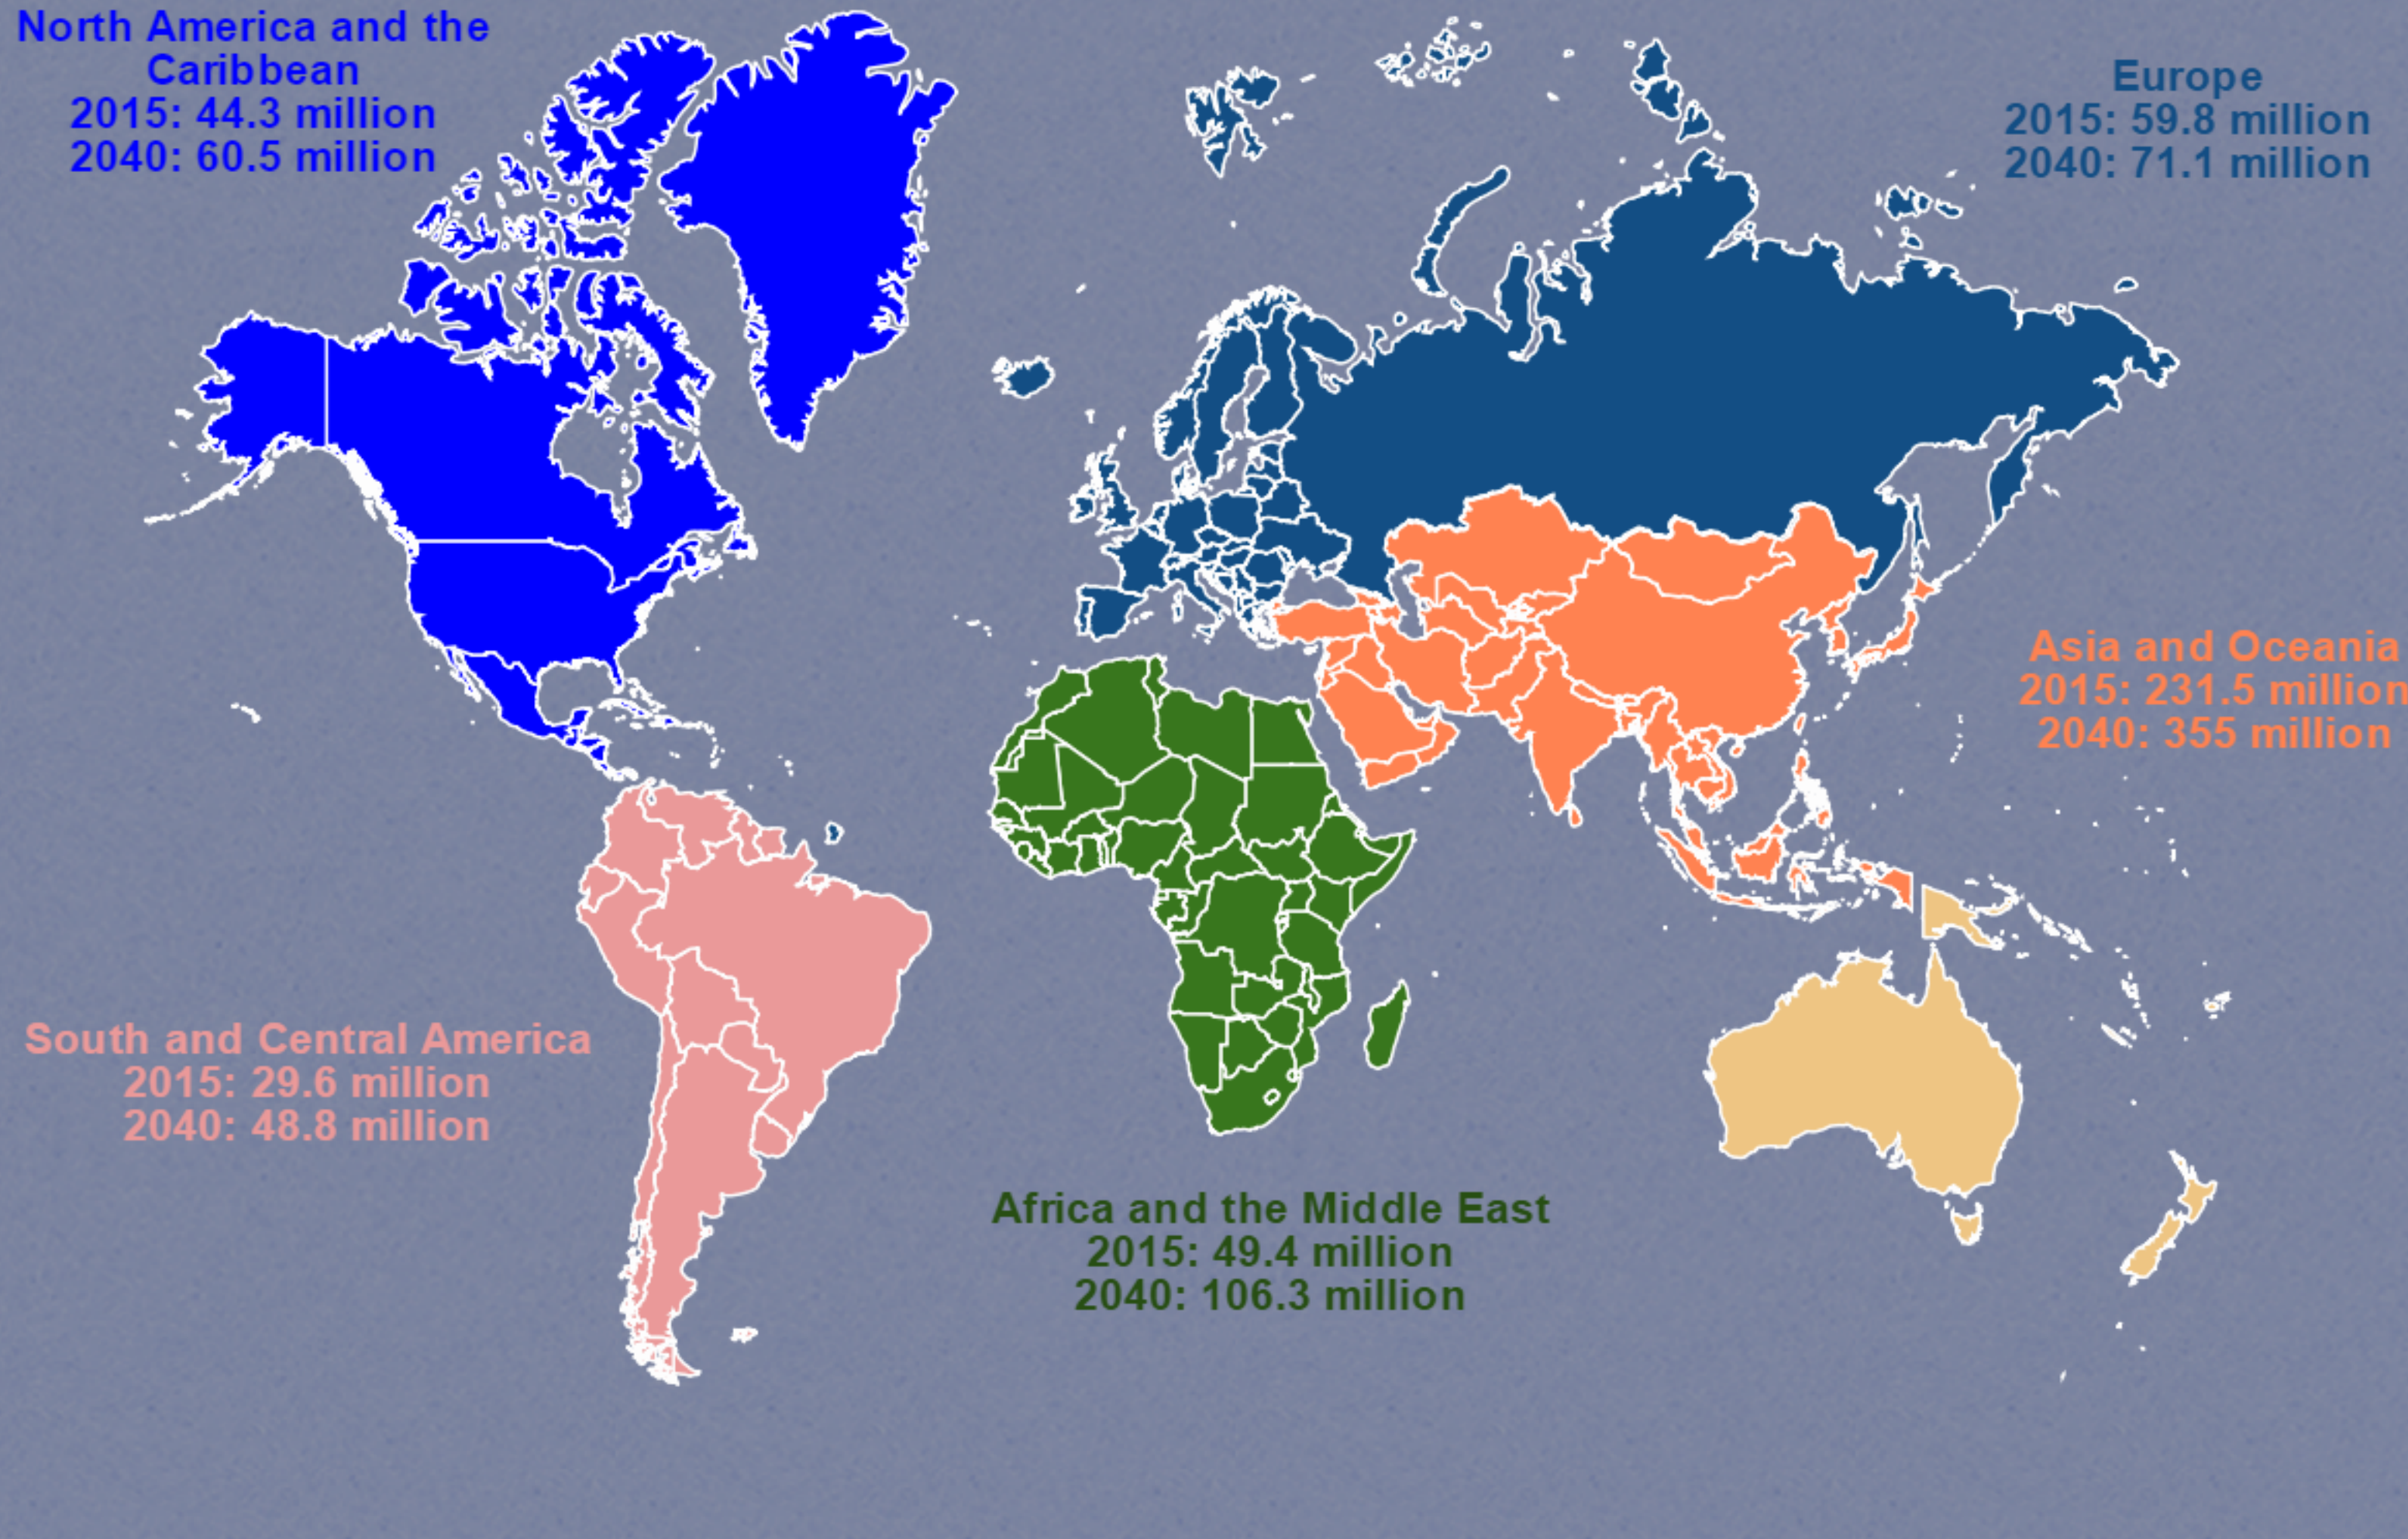 North America and the
Caribbean
2015: 44.3 million
2040: 60.5 million
Europe
2015: 59.8 million
2040: 71.1 million
Asia and Oceania
2015: 231.5 million
2040: 355 million
South and Central America
2015: 29.6 million
2040: 48.8 million
Africa and the Middle East
2015: 49.4 million
2040: 106.3 million